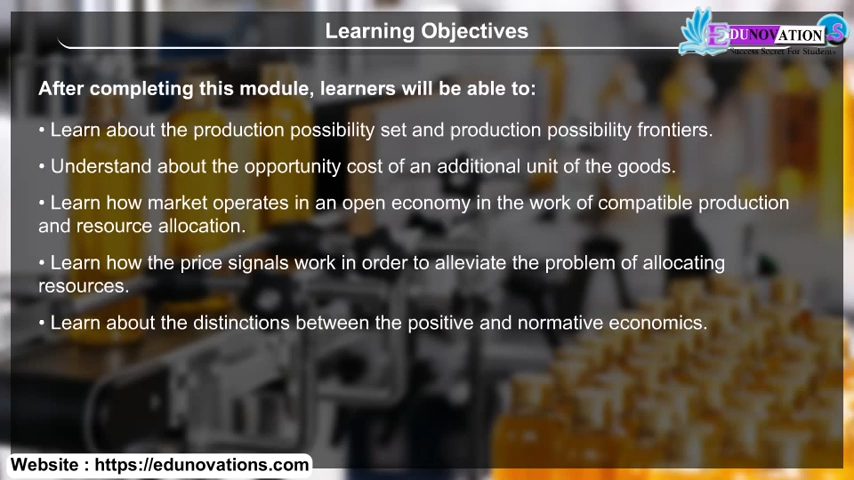 Learning Objectives
EDUNOVATIONS
Success Secret For Students
After completing this module, learners will be able to:
• Learn about the production possibility set and production possibility frontiers.
• Understand about the opportunity cost of an additional unit of the goods.
• Learn how market operates in an open economy in the work of compatible production
and resource allocation.
• Learn how the price signals work in order to alleviate the problem of allocating
resources.
• Learn about the distinctions between the positive and normative economics.
Website : https://edunovations.com